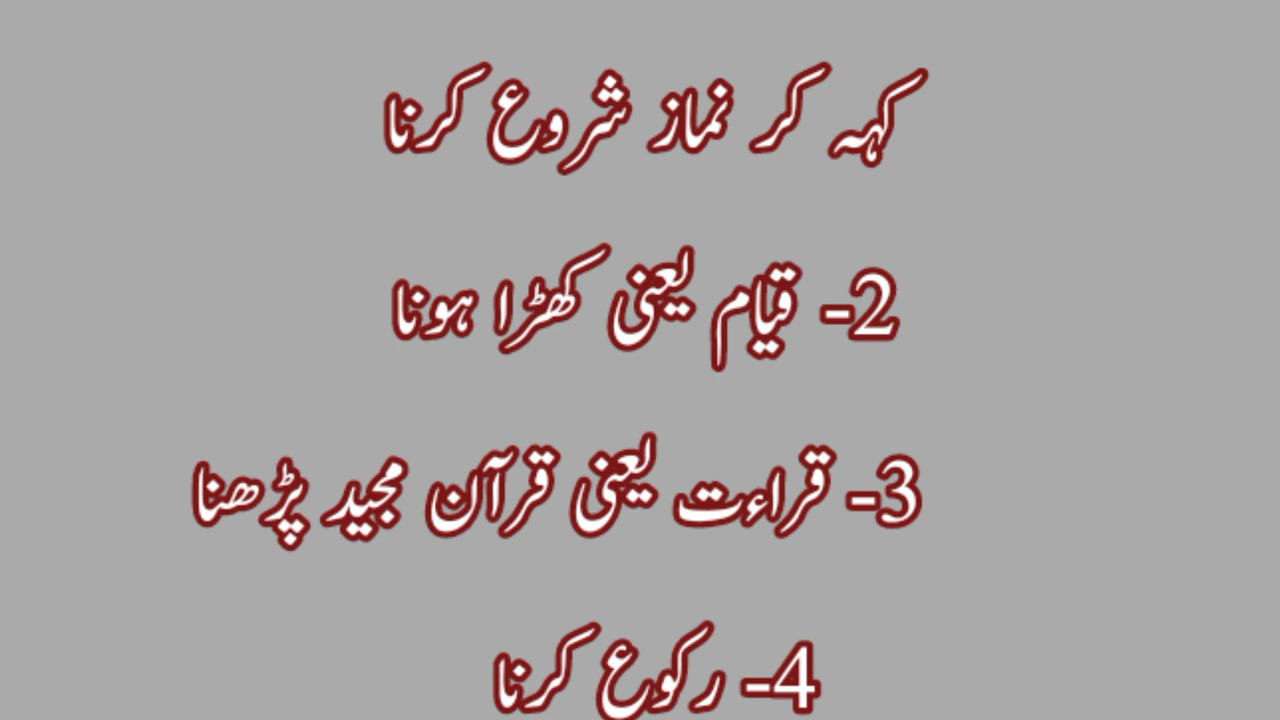 کہہ کر نماز شروع کرنا
2- قیام یعنی کھڑا ہونا
3- قراءت یعنی قرآن مجید پڑھنا
4- رکوع کرنا